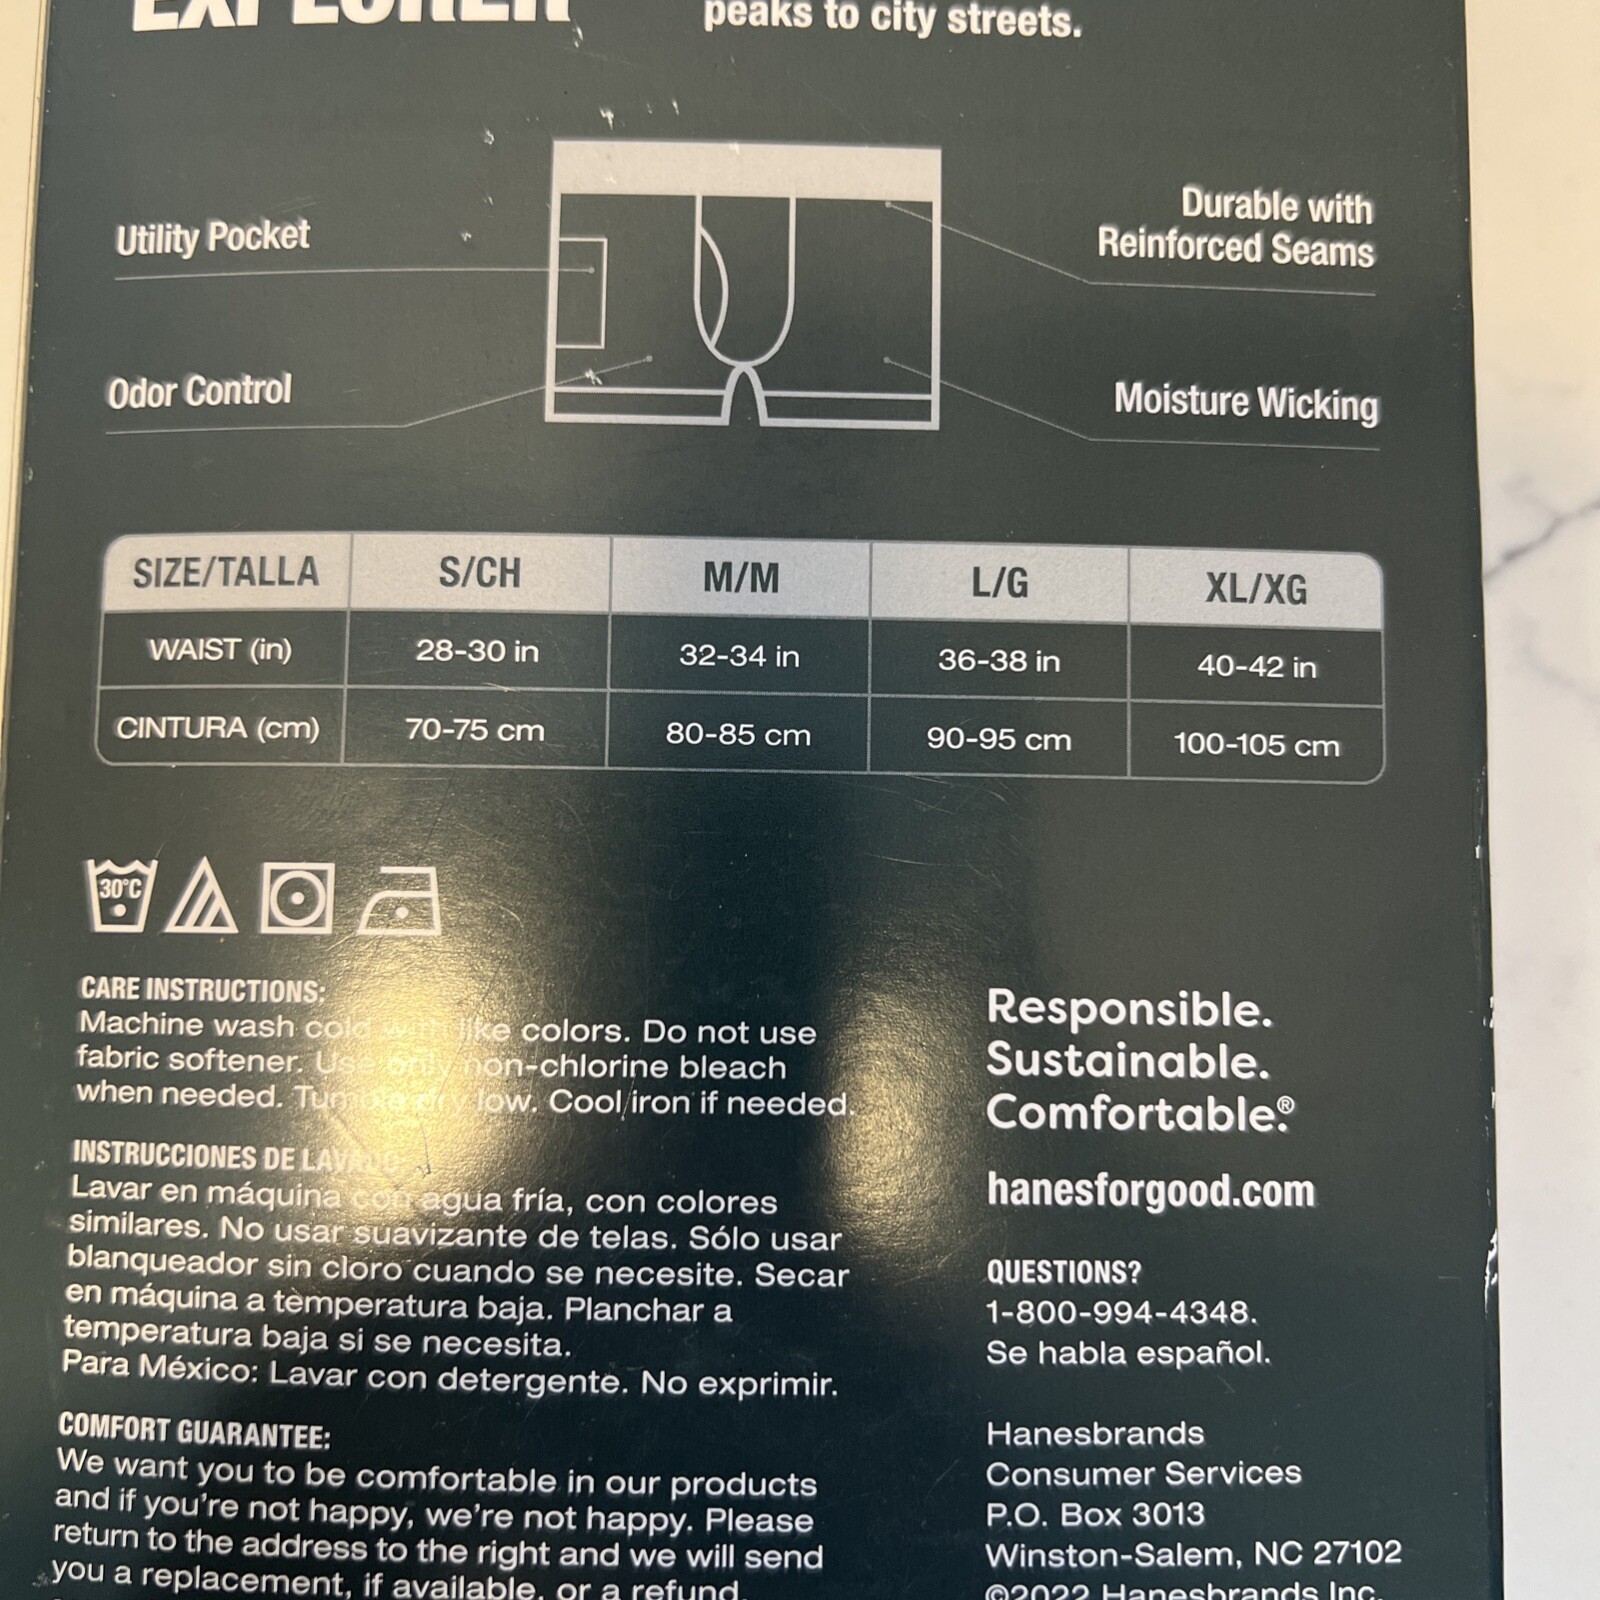 EXPLORER
peaks to city streets.
Utility Pocket
Durable with
Reinforced Seams
Odor Control
Moisture Wicking
SIZE/TALLA S/CH M/M L/G XL/XG
WAIST (in) 28-30 in 32-34 in 36-38 in 40-42 in
CINTURA (cm) 70-75 cm 80-85 cm 90-95 cm 100-105 cm
30°C
CARE INSTRUCTIONS:
Machine wash cold with like colors. Do not use
fabric softener. Use only non-chlorine bleach
when needed. Tumble dry low. Cool iron if needed.
INSTRUCCIONES DE LAVADO:
Lavar en máquina con agua fría, con colores
similares. No usar suavizante de telas. Sólo usar
blanqueador sin cloro cuando se necesite. Secar
en máquina a temperatura baja. Planchar a
temperatura baja si se necesita.
Para México: Lavar con detergente. No exprimir.
COMFORT GUARANTEE:
We want you to be comfortable in our products
and if you're not happy, we're not happy. Please
return to the address to the right and we will send
you a replacement, if available, or a refund.
Responsible.
Sustainable.
Comfortable.®
hanesforgood.com
QUESTIONS?
1-800-994-4348.
Se habla español.
Hanesbrands
Consumer Services
P.O. Box 3013
Winston-Salem, NC 27102
©2022 Hanesbrands Inc.